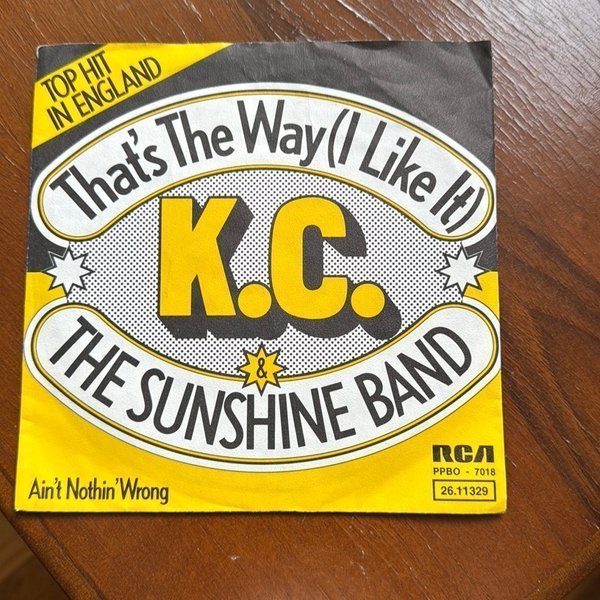 TOP HIT
IN ENGLAND
That's The Way (I Like It)
K.C.
&
THE SUNSHINE BAND
RCA
PPBO - 7018
26.11329
Ain't Nothin' Wrong